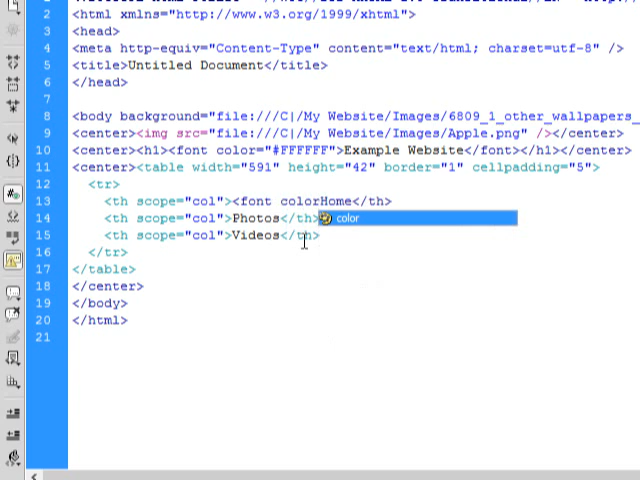 2 <html xmlns="http://www.w3.org/1999/xhtml">
3 <head>
4 <meta http-equiv="Content-Type" content="text/html; charset=utf-8" />
5 <title>Untitled Document</title>
6 </head>
7
8 <body background="file:///C|/My Website/Images/6809_1_other_wallpapers_
9 <center><img src="file:///C|/My Website/Images/Apple.png" /></center>
10 <center><h1><font color="#FFFFFF">Example Website</font></h1></center>
11 <center><table width="591" height="42" border="1" cellpadding="5">
12 <tr>
13 <th scope="col"><font colorHome</th>
14 <th scope="col">Photos</th> color
15 <th scope="col">Videos</th>
16 </tr>
17 </table>
18 </center>
19 </body>
20 </html>
21